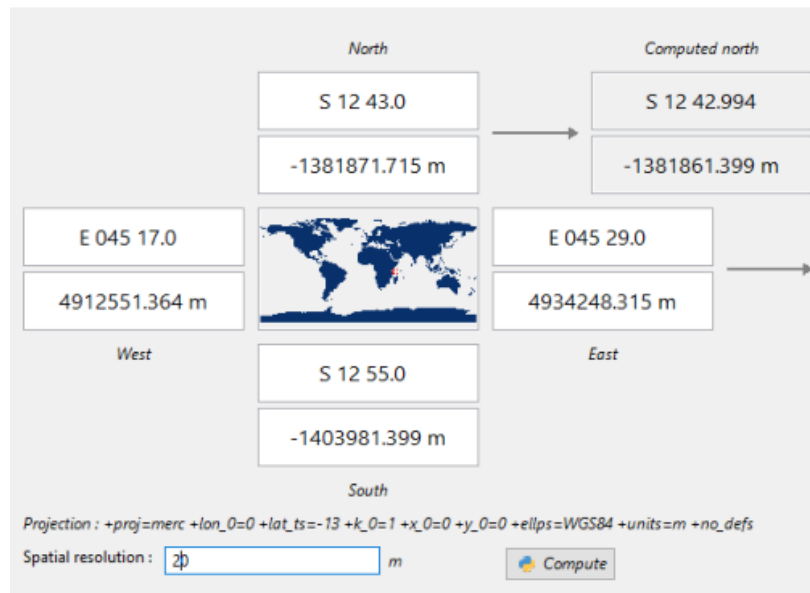 North
Computed north
S 12 43.0
S 12 42.994
-1381871.715 m
-1381861.399 m
E 045 17.0
E 045 29.0
4912551.364 m
4934248.315 m
West
East
S 12 55.0
-1403981.399 m
South
Projection : +proj=merc +lon_0=0 +lat_ts=-13 +k_0=1 +x_0=0 +y_0=0 +ellps=WGS84 +units=m +no_defs
Spatial resolution : 20 m Compute